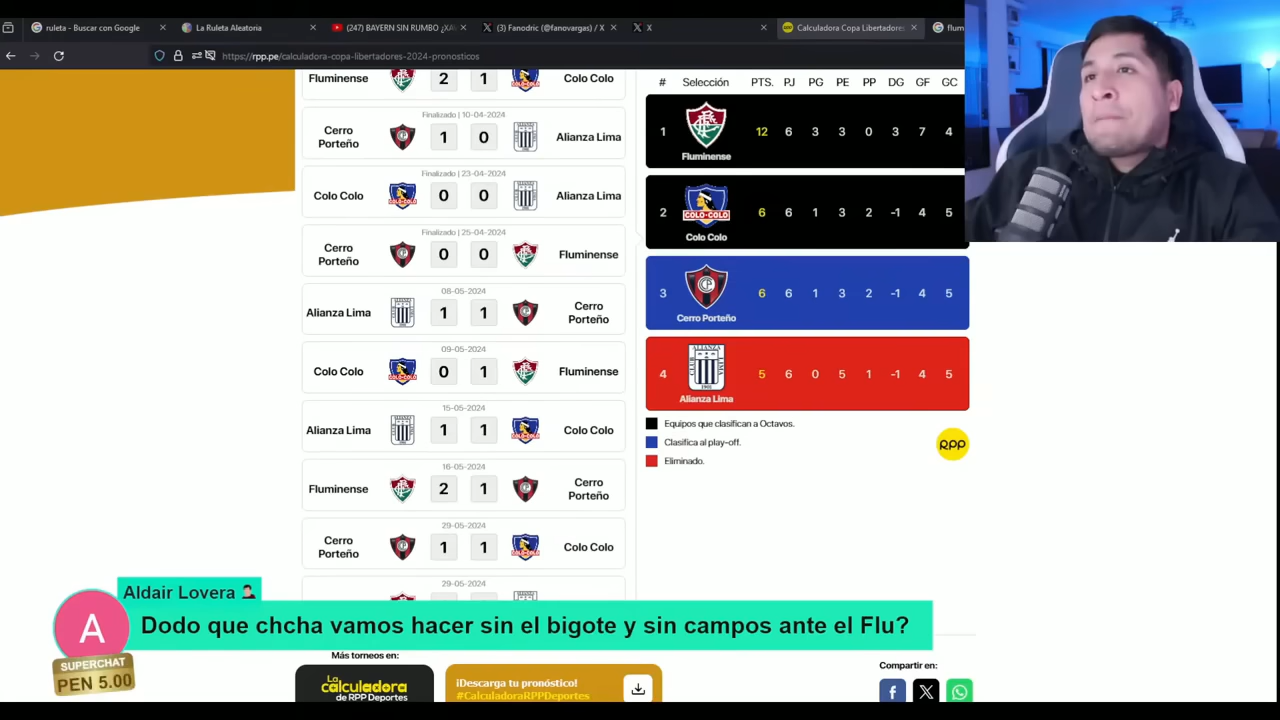 ruleta - Buscar con Google
La Ruleta Aleatoria
(247) BAYERN SIN RUMBO ¿XA
(3) Fanodric (@fanovargas) / X
X
Calculadora Copa Libertadores
flum
https://rpp.pe/calculadora-copa-libertadores-2024-pronosticos
Fluminense 2 1 Colo Colo
Finalizado | 10-04-2024
Cerro Porteño 1 0 Alianza Lima
Finalizado | 23-04-2024
Colo Colo 0 0 Alianza Lima
Finalizado | 25-04-2024
Cerro Porteño 0 0 Fluminense
08-05-2024
Alianza Lima 1 1 Cerro Porteño
09-05-2024
Colo Colo 0 1 Fluminense
15-05-2024
Alianza Lima 1 1 Colo Colo
16-05-2024
Fluminense 2 1 Cerro Porteño
29-05-2024
Cerro Porteño 1 1 Colo Colo
29-05-2024
# Selección PTS. PJ PG PE PP DG GF GC
1 Fluminense 12 6 3 3 0 3 7 4
2 COLO-COLO Colo Colo 6 6 1 3 2 -1 4 5
3 Cerro Porteño 6 6 1 3 2 -1 4 5
4 Alianza Lima 5 6 0 5 1 -1 4 5
Equipos que clasifican a Octavos.
Clasifica al play-off.
Eliminado.
RPP
Aldair Lovera
A
Dodo que chcha vamos hacer sin el bigote y sin campos ante el Flu?
SUPERCHAT
PEN 5.00
Más torneos en:
La calculadora
de RPP Deportes
¡Descarga tu pronóstico!
#CalculadoraRPPDeportes
Compartir en: